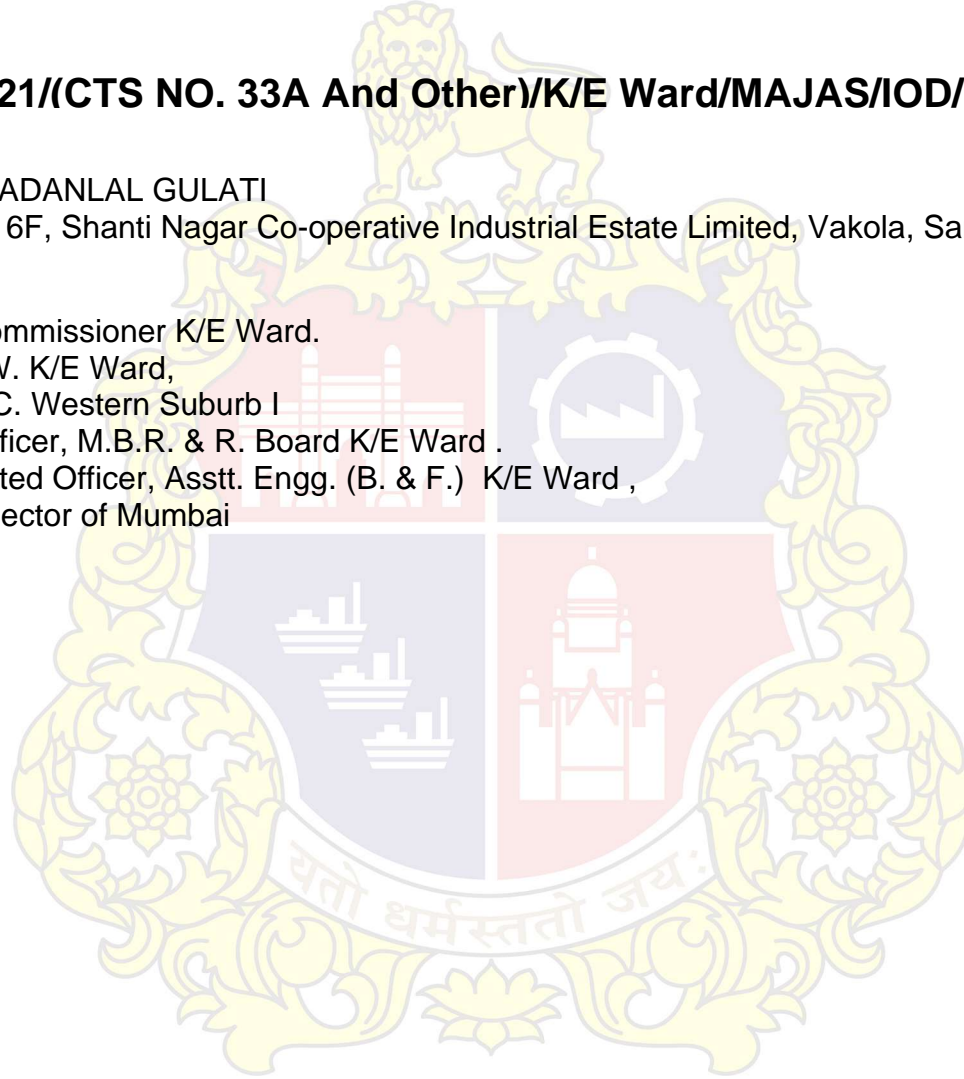 21/(CTS NO. 33A And Other)/K/E Ward/MAJAS/IOD/
ADANLAL GULATI
6F, Shanti Nagar Co-operative Industrial Estate Limited, Vakola, Sa
ommissioner K/E Ward.
W. K/E Ward,
C. Western Suburb I
ficer, M.B.R. & R. Board K/E Ward .
ted Officer, Asstt. Engg. (B. & F.) K/E Ward ,
ector of Mumbai
यतो धर्मस्ततो जय: